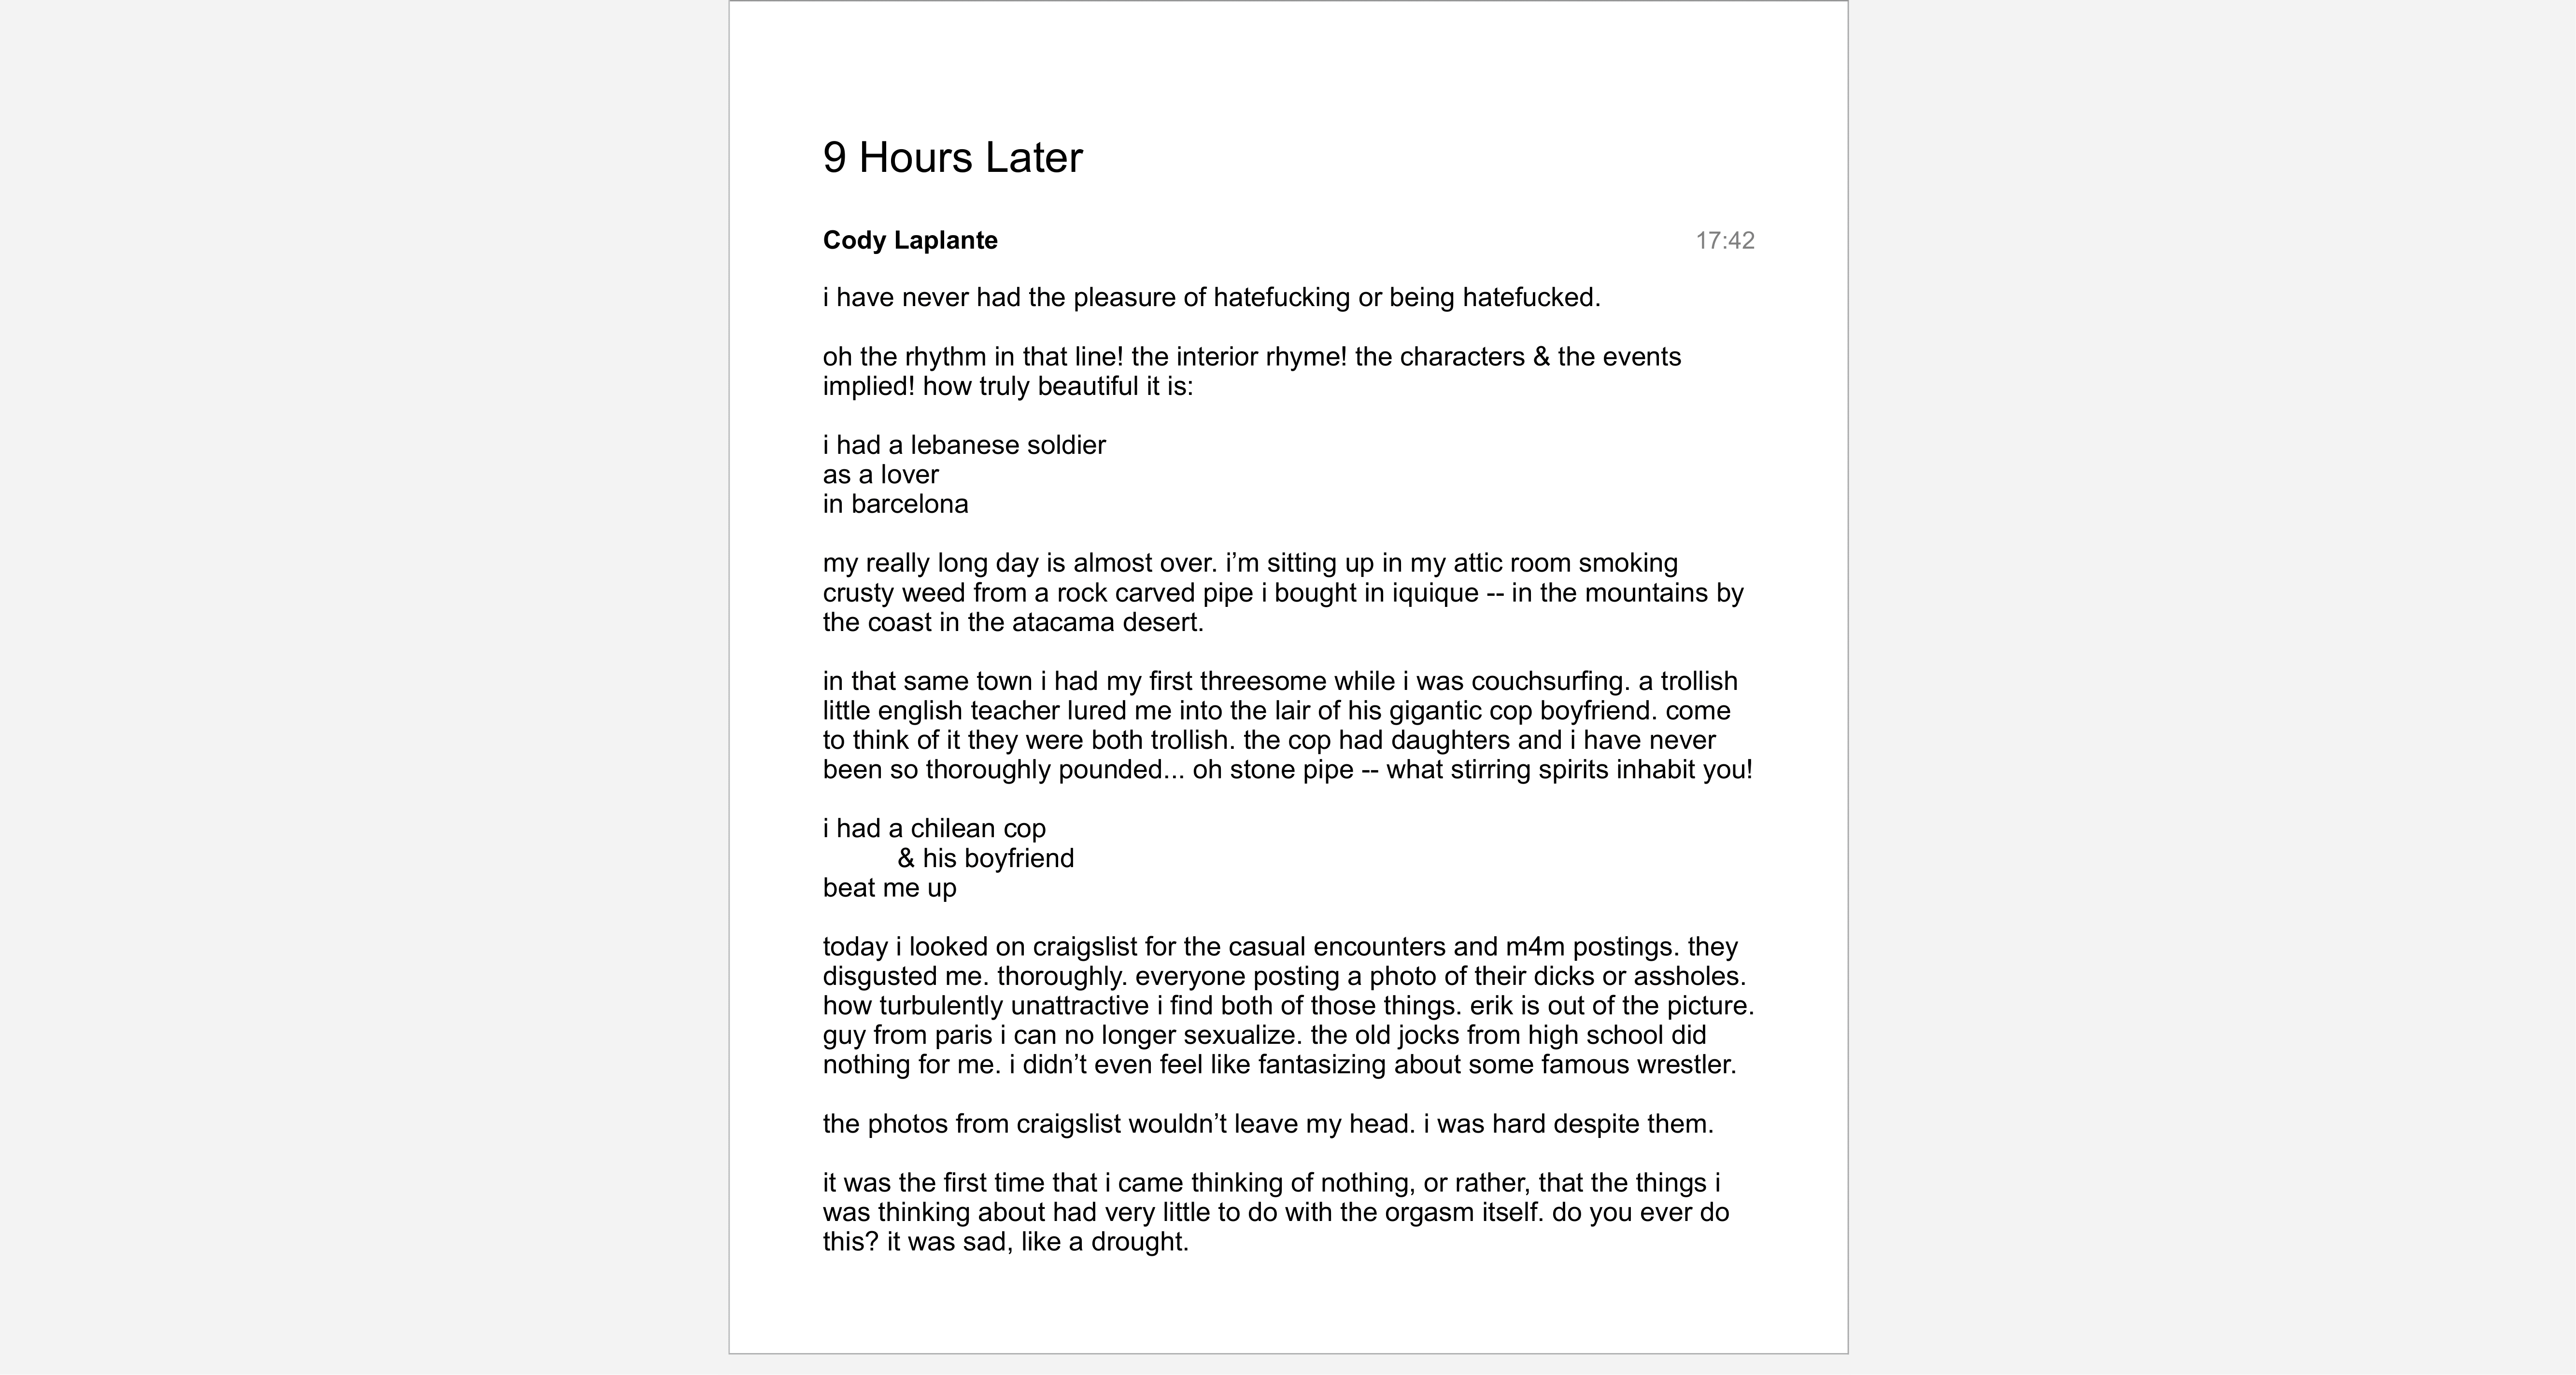 9 Hours Later
Cody Laplante
17:42
i have never had the pleasure of hatefucking or being hatefucked.
oh the rhythm in that line! the interior rhyme! the characters & the events
implied! how truly beautiful it is:
i had a lebanese soldier
as a lover
in barcelona
my really long day is almost over. i’m sitting up in my attic room smoking
crusty weed from a rock carved pipe i bought in iquique -- in the mountains by
the coast in the atacama desert.
in that same town i had my first threesome while i was couchsurfing. a trollish
little english teacher lured me into the lair of his gigantic cop boyfriend. come
to think of it they were both trollish. the cop had daughters and i have never
been so thoroughly pounded... oh stone pipe -- what stirring spirits inhabit you!
i had a chilean cop
& his boyfriend
beat me up
today i looked on craigslist for the casual encounters and m4m postings. they
disgusted me. thoroughly. everyone posting a photo of their dicks or assholes.
how turbulently unattractive i find both of those things. erik is out of the picture.
guy from paris i can no longer sexualize. the old jocks from high school did
nothing for me. i didn’t even feel like fantasizing about some famous wrestler.
the photos from craigslist wouldn’t leave my head. i was hard despite them.
it was the first time that i came thinking of nothing, or rather, that the things i
was thinking about had very little to do with the orgasm itself. do you ever do
this? it was sad, like a drought.